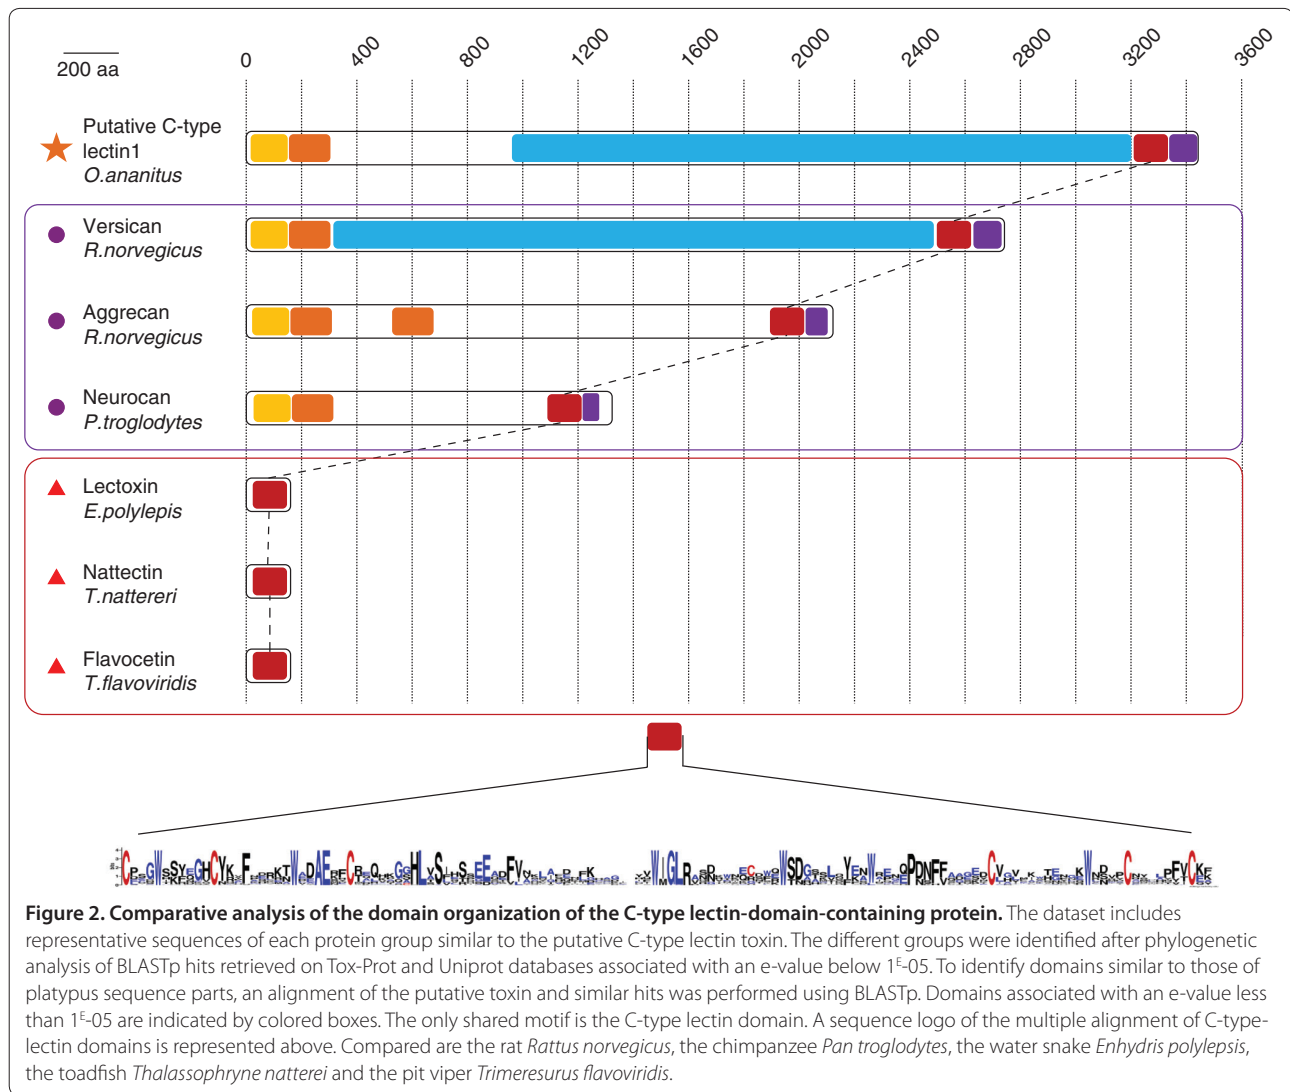 200 aa
0 400 800 1200 1600 2000 2400 2800 3200 3600
Putative C-type
lectin1
O.ananitus
Versican
R.norvegicus
Aggrecan
R.norvegicus
Neurocan
P.troglodytes
Lectoxin
E.polylepis
Nattectin
T.nattereri
Flavocetin
T.flavoviridis
Figure 2. Comparative analysis of the domain organization of the C-type lectin-domain-containing protein. The dataset includes
representative sequences of each protein group similar to the putative C-type lectin toxin. The different groups were identified after phylogenetic
analysis of BLASTp hits retrieved on Tox-Prot and Uniprot databases associated with an e-value below 1E-05. To identify domains similar to those of
platypus sequence parts, an alignment of the putative toxin and similar hits was performed using BLASTp. Domains associated with an e-value less
than 1E-05 are indicated by colored boxes. The only shared motif is the C-type lectin domain. A sequence logo of the multiple alignment of C-type-
lectin domains is represented above. Compared are the rat Rattus norvegicus, the chimpanzee Pan troglodytes, the water snake Enhydris polylepsis,
the toadfish Thalassophryne natterei and the pit viper Trimeresurus flavoviridis.